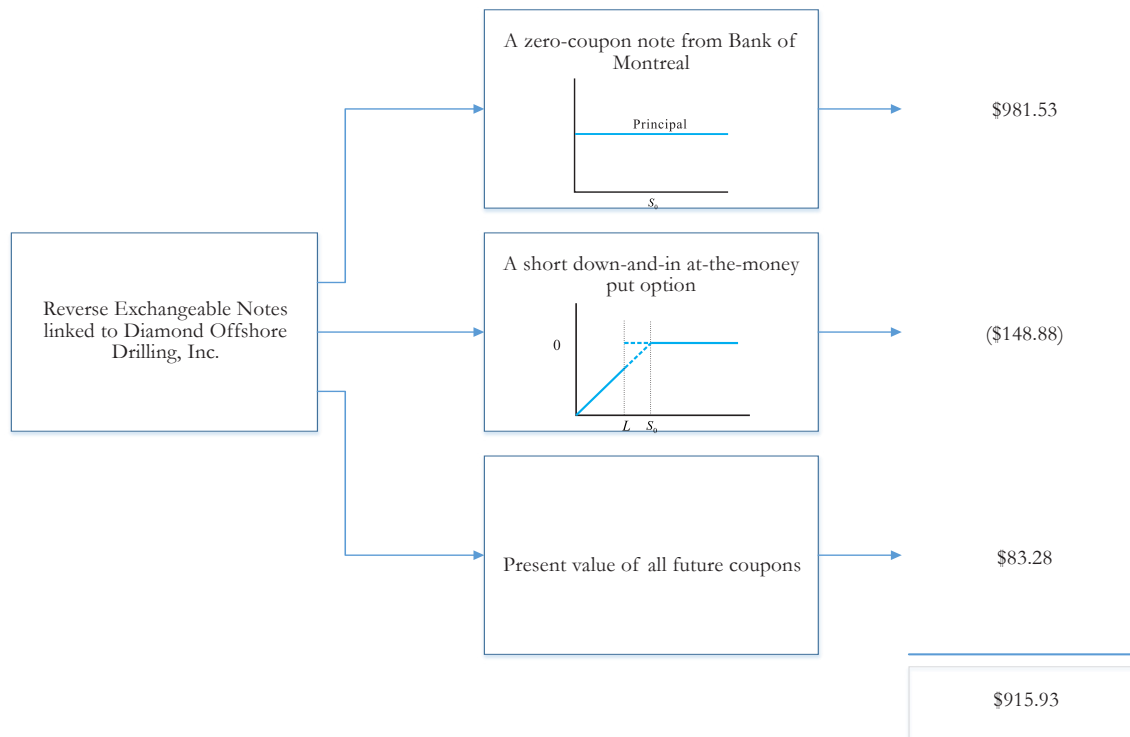 A zero-coupon note from Bank of
Montreal
Principal
S₀
$981.53
Reverse Exchangeable Notes
linked to Diamond Offshore
Drilling, Inc.
A short down-and-in at-the-money
put option
0
L S₀
($148.88)
Present value of all future coupons
$83.28
$915.93